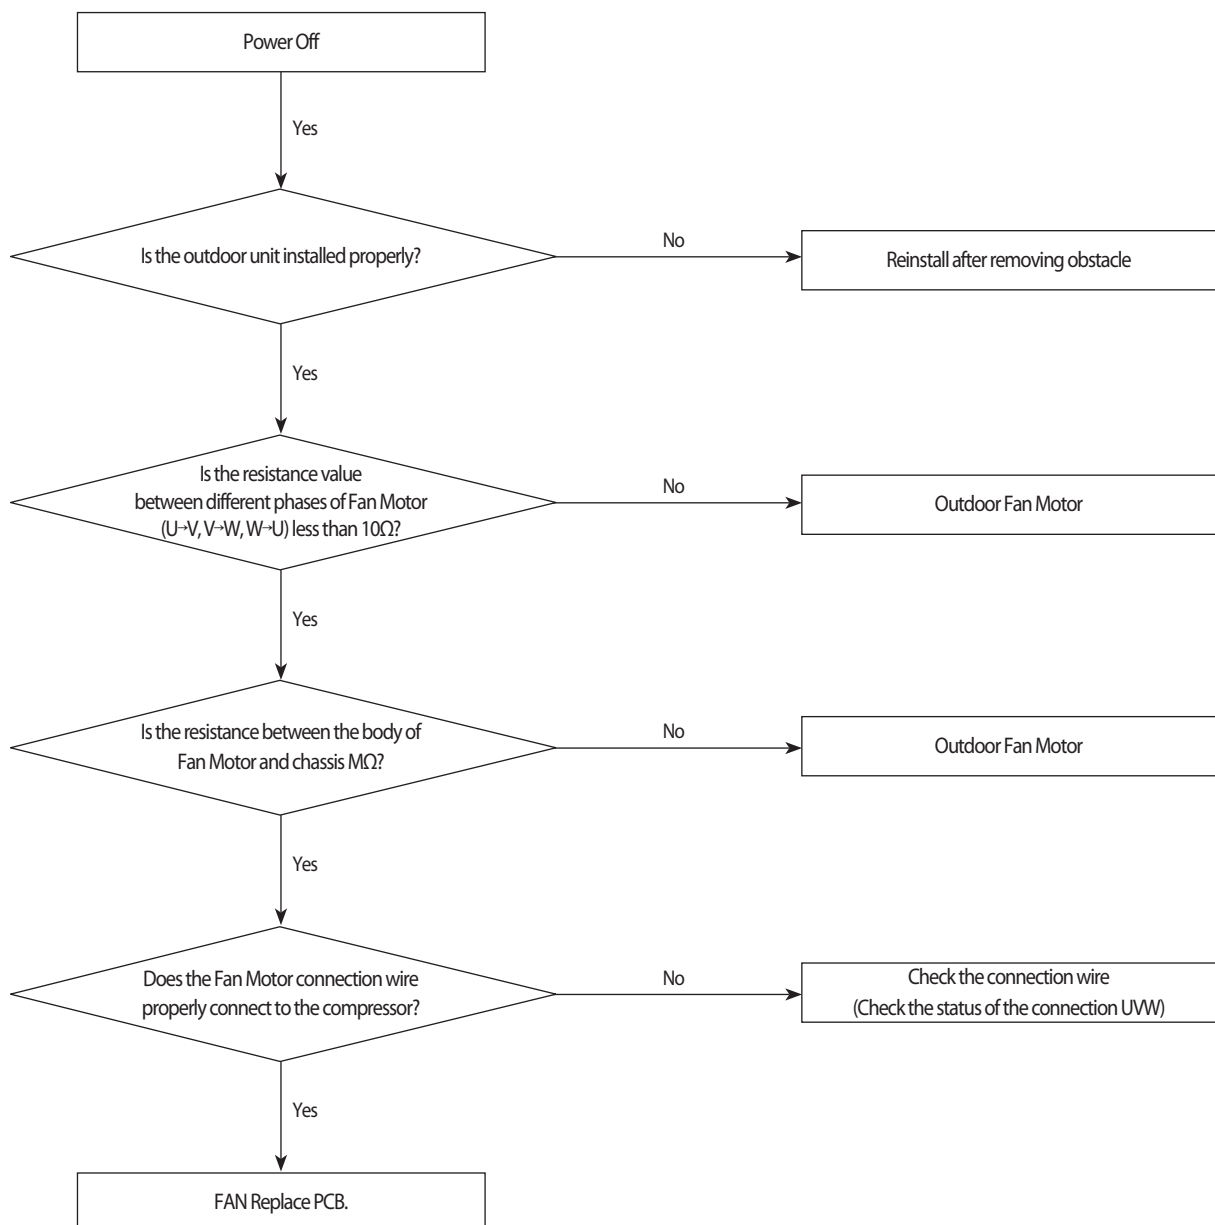 Power Off
Yes
Is the outdoor unit installed properly?
No
Reinstall after removing obstacle
Yes
Is the resistance value
between different phases of Fan Motor
(U→V, V→W, W→U) less than 10Ω?
No
Outdoor Fan Motor
Yes
Is the resistance between the body of
Fan Motor and chassis MΩ?
No
Outdoor Fan Motor
Yes
Does the Fan Motor connection wire
properly connect to the compressor?
No
Check the connection wire
(Check the status of the connection UVW)
Yes
FAN Replace PCB.